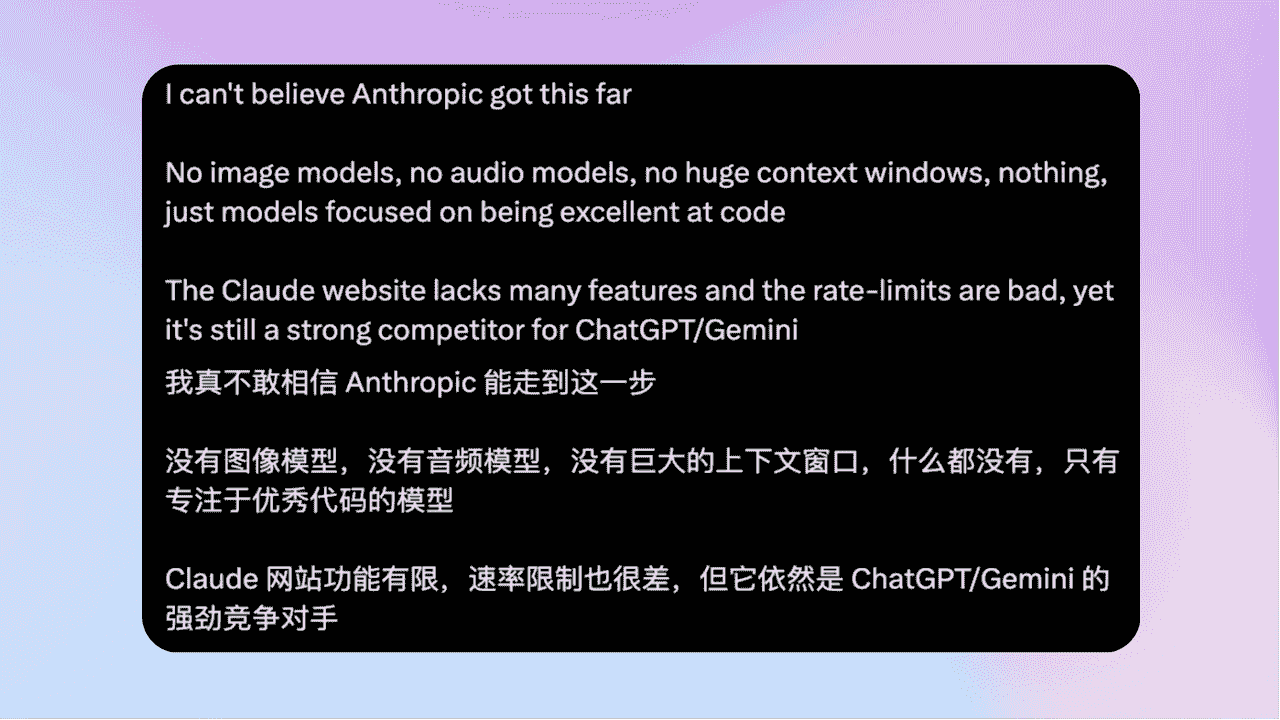 I can't believe Anthropic got this far
No image models, no audio models, no huge context windows, nothing,
just models focused on being excellent at code
The Claude website lacks many features and the rate-limits are bad, yet
it's still a strong competitor for ChatGPT/Gemini
我真不敢相信 Anthropic 能走到这一步
没有图像模型，没有音频模型，没有巨大的上下文窗口，什么都没有，只有
专注于优秀代码的模型
Claude 网站功能有限，速率限制也很差，但它依然是 ChatGPT/Gemini 的
强劲竞争对手